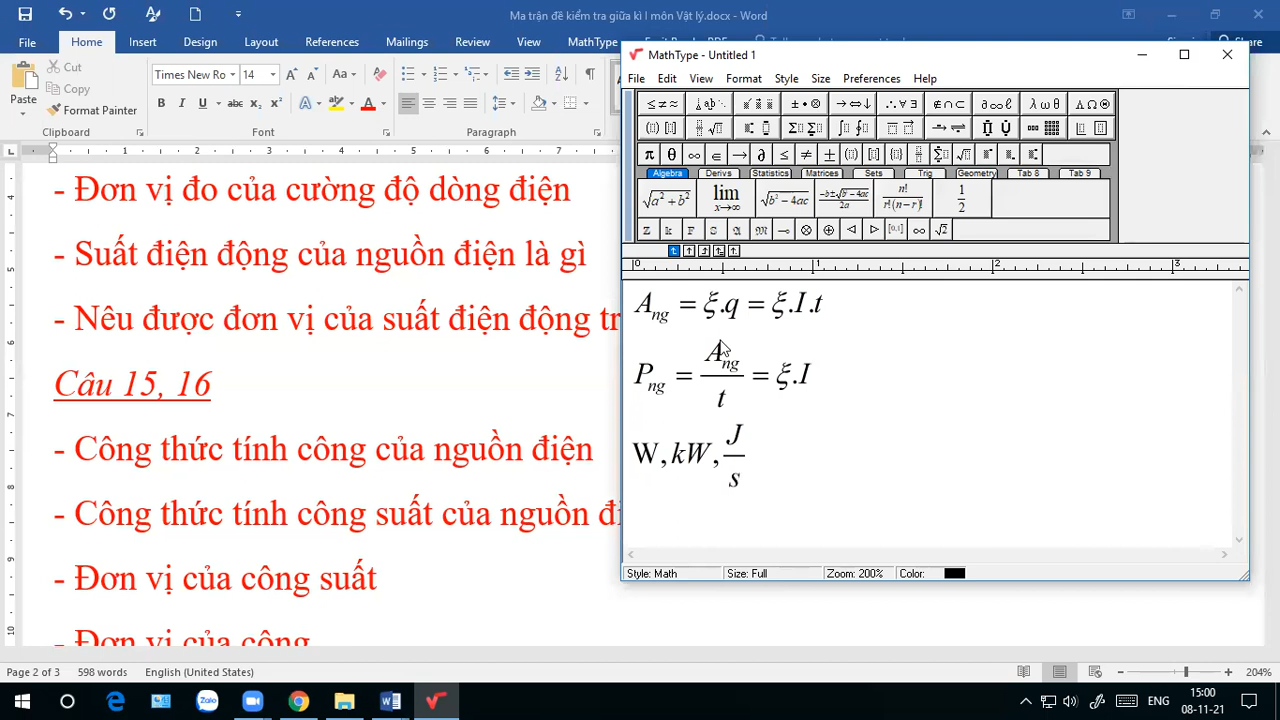 Ma trận đề kiểm tra giữa kì I môn Vật lý.docx - Word
File Home Insert Design Layout References Mailings Review View MathType Share
Paste Cut Copy Format Painter
Times New Ro 14
Clipboard Font Paragraph
- Đơn vị đo của cường độ dòng điện
- Suất điện động của nguồn điện là gì
- Nêu được đơn vị của suất điện động tr
Câu 15, 16
- Công thức tính công của nguồn điện
- Công thức tính công suất của nguồn đi
- Đơn vị của công suất
- Đơn vị của công
MathType - Untitled 1
File Edit View Format Style Size Preferences Help
Algebra Derivs Statistics Matrices Sets Trig Geometry Tab 8 Tab 9
A_ng = ξ.q = ξ.I.t
P_ng = A_ng/t = ξ.I
W, kW, J/s
Style: Math Size: Full Zoom: 200% Color:
Page 2 of 3 598 words English (United States) 204%
Zalo ENG 15:00
08-11-21